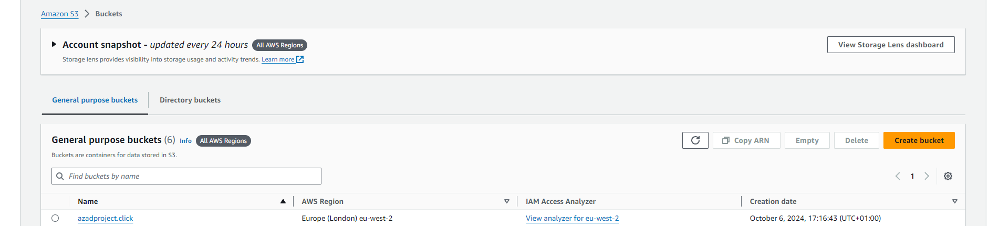 Amazon S3 > Buckets
Account snapshot - updated every 24 hours All AWS Regions View Storage Lens dashboard
Storage lens provides visibility into storage usage and activity trends. Learn more
General purpose buckets Directory buckets
General purpose buckets (6) Info All AWS Regions Copy ARN Empty Delete Create bucket
Buckets are containers for data stored in S3.
Find buckets by name 1
Name AWS Region IAM Access Analyzer Creation date
azadproject.click Europe (London) eu-west-2 View analyzer for eu-west-2 October 6, 2024, 17:16:43 (UTC+01:00)